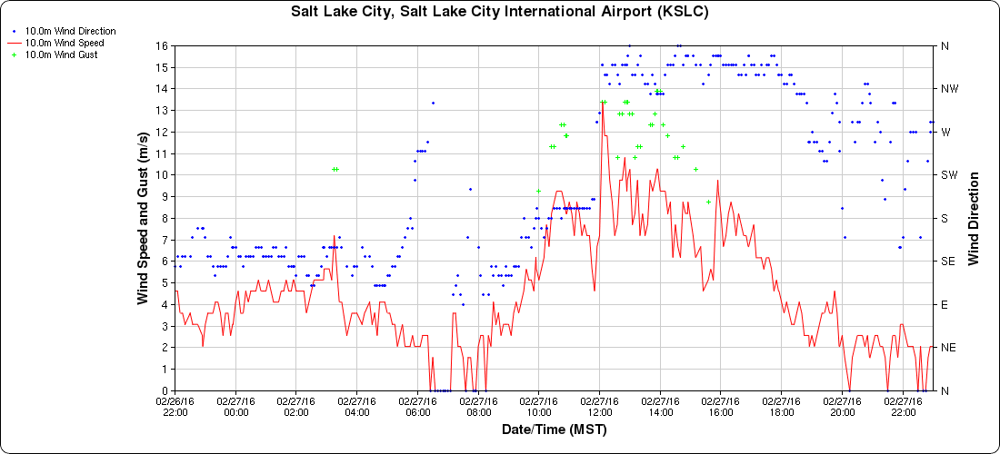 Salt Lake City, Salt Lake City International Airport (KSLC)
10.0m Wind Direction
10.0m Wind Speed
10.0m Wind Gust
Wind Speed and Gust (m/s)
16
15
14
13
12
11
10
9
8
7
6
5
4
3
2
1
0
N
NW
W
SW
S
SE
E
NE
N
Wind Direction
02/26/16 02/27/16 02/27/16 02/27/16 02/27/16 02/27/16 02/27/16 02/27/16 02/27/16 02/27/16 02/27/16 02/27/16 02/27/16
22:00 00:00 02:00 04:00 06:00 08:00 10:00 12:00 14:00 16:00 18:00 20:00 22:00
Date/Time (MST)